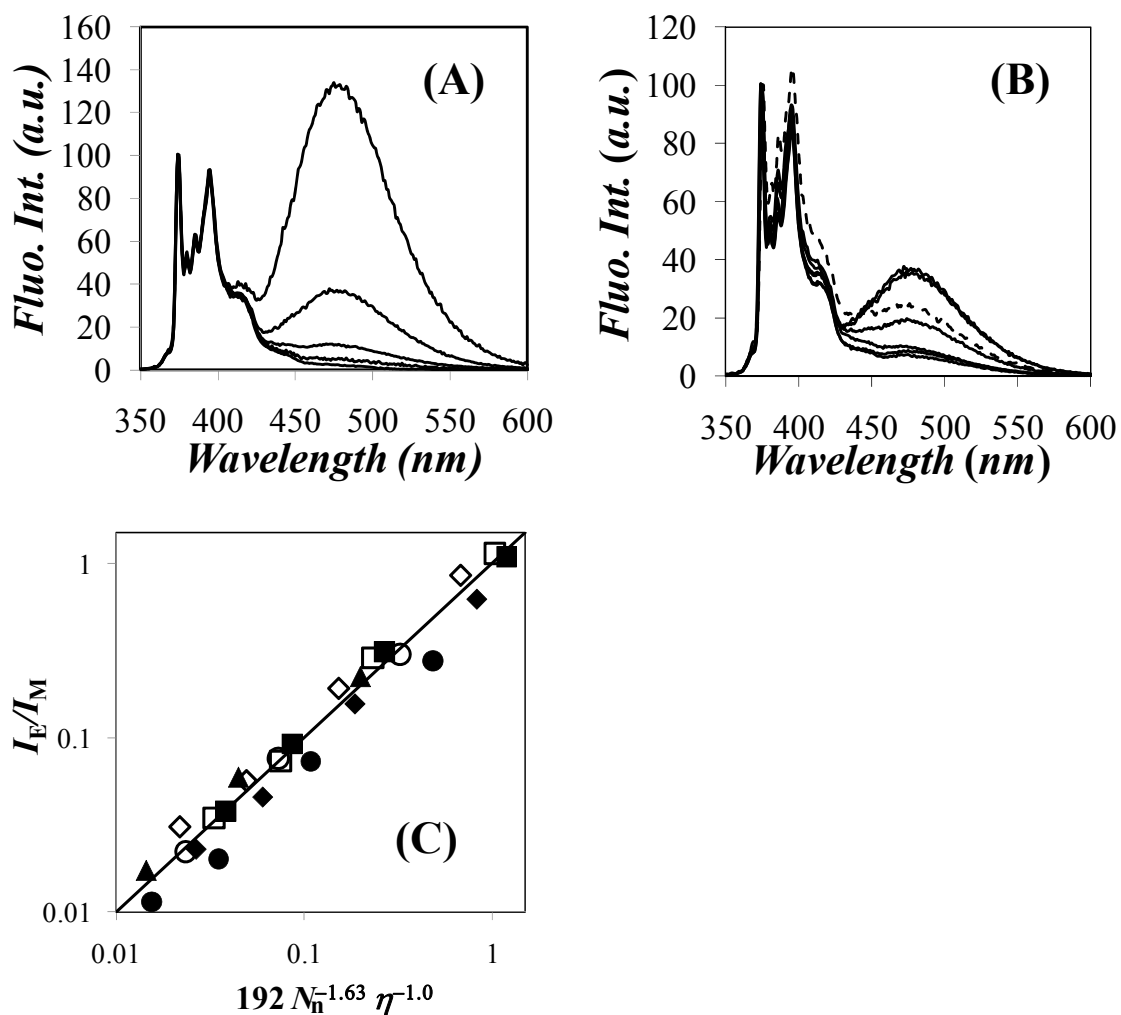 160
140
120
100
80
60
40
20
0
Fluo. Int. (a.u.)
(A)
350 400 450 500 550 600
Wavelength (nm)
120
100
80
60
40
20
0
Fluo. Int. (a.u.)
(B)
350 400 450 500 550 600
Wavelength (nm)
1
0.1
0.01
I_E/I_M
(C)
0.01 0.1 1
192 N_n^−1.63 η^−1.0